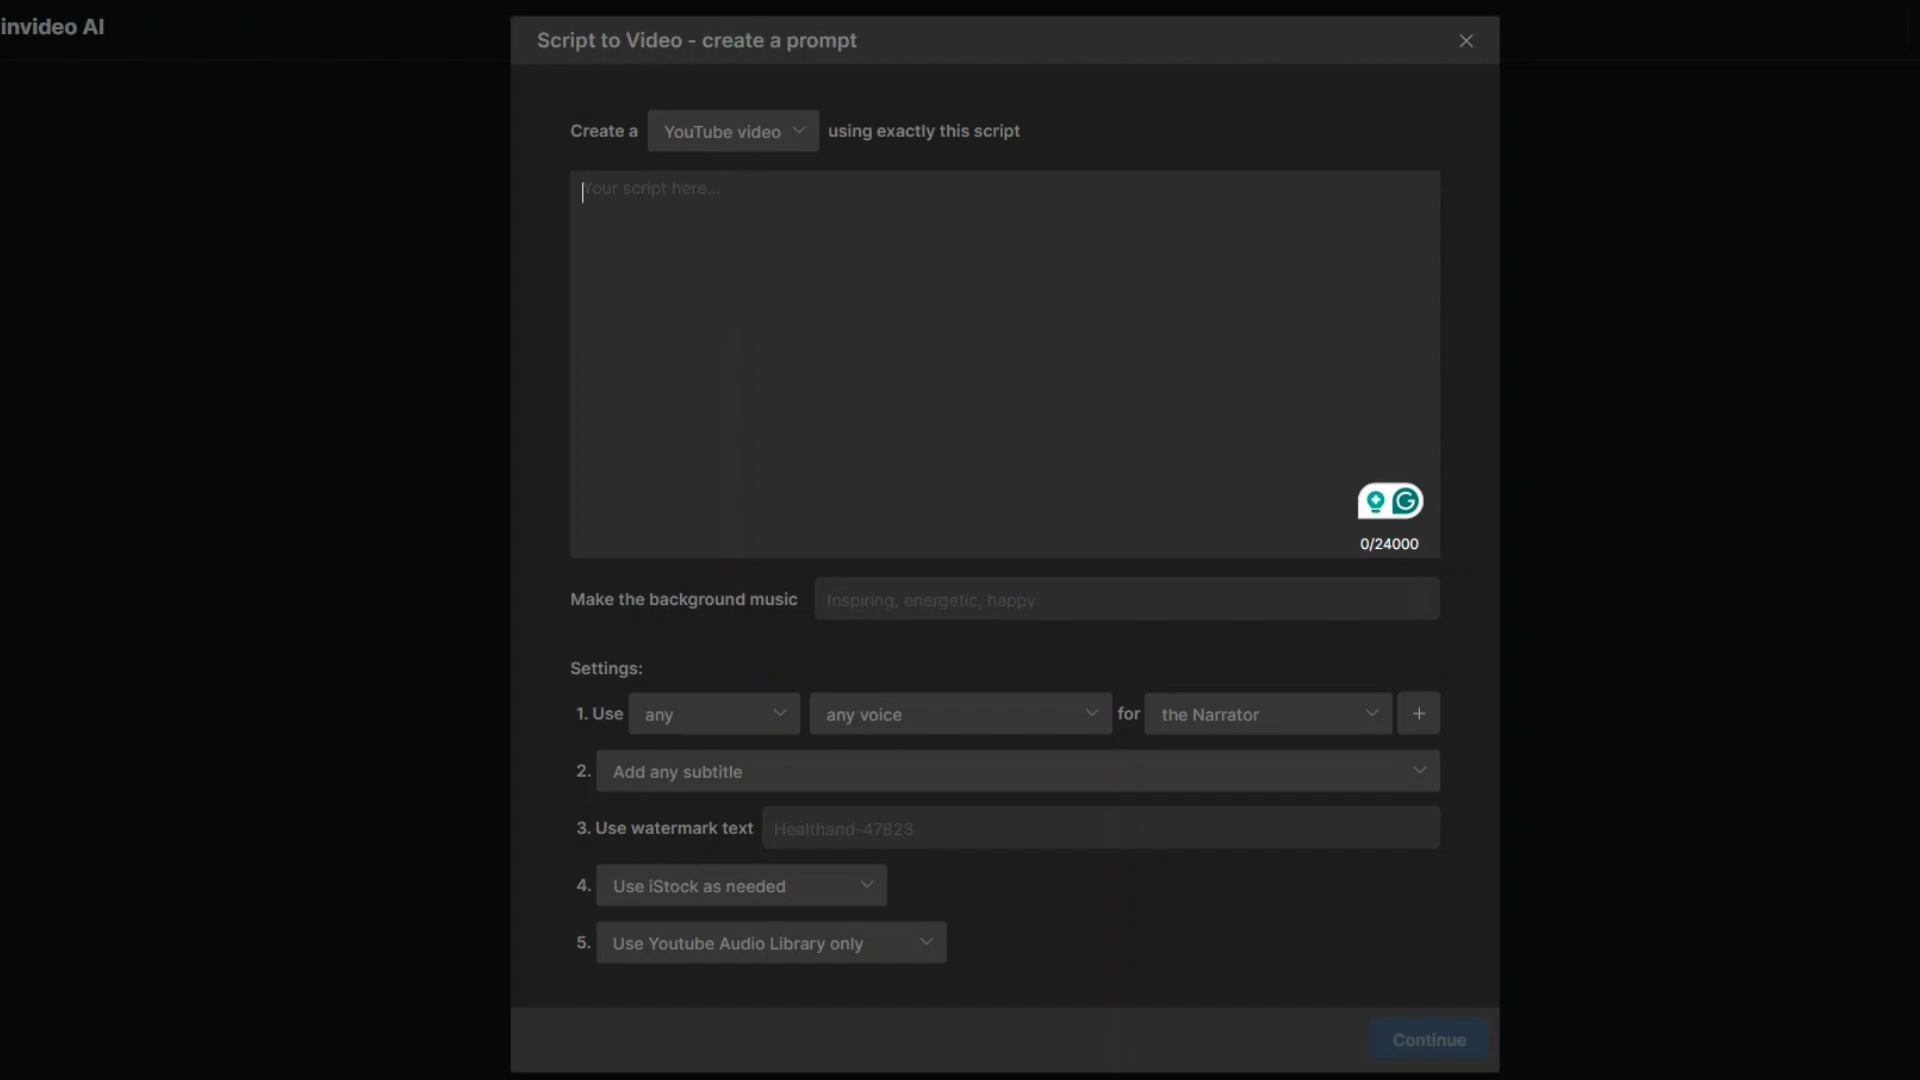 invideo AI
Script to Video - create a prompt
Create a YouTube video using exactly this script
Your script here...
0/24000
Make the background music Inspiring, energetic, happy
Settings:
1. Use any any voice for the Narrator +
2. Add any subtitle
3. Use watermark text Healthand-47823
4. Use iStock as needed
5. Use Youtube Audio Library only
Continue